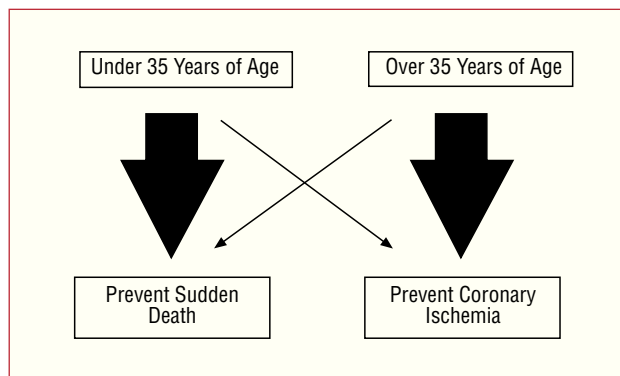 Under 35 Years of Age
Over 35 Years of Age
Prevent Sudden
Death
Prevent Coronary
Ischemia